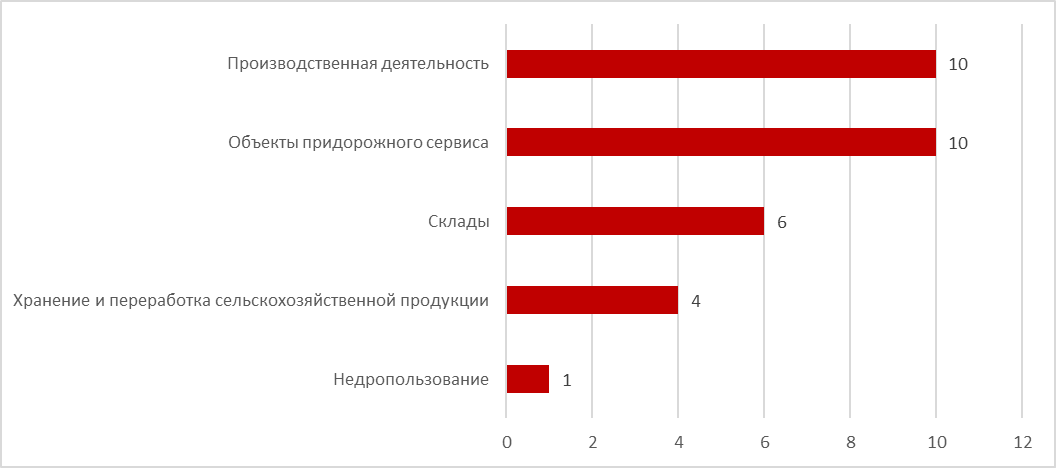 Производственная деятельность 10
Объекты придорожного сервиса 10
Склады 6
Хранение и переработка сельскохозяйственной продукции 4
Недропользование 1
0 2 4 6 8 10 12